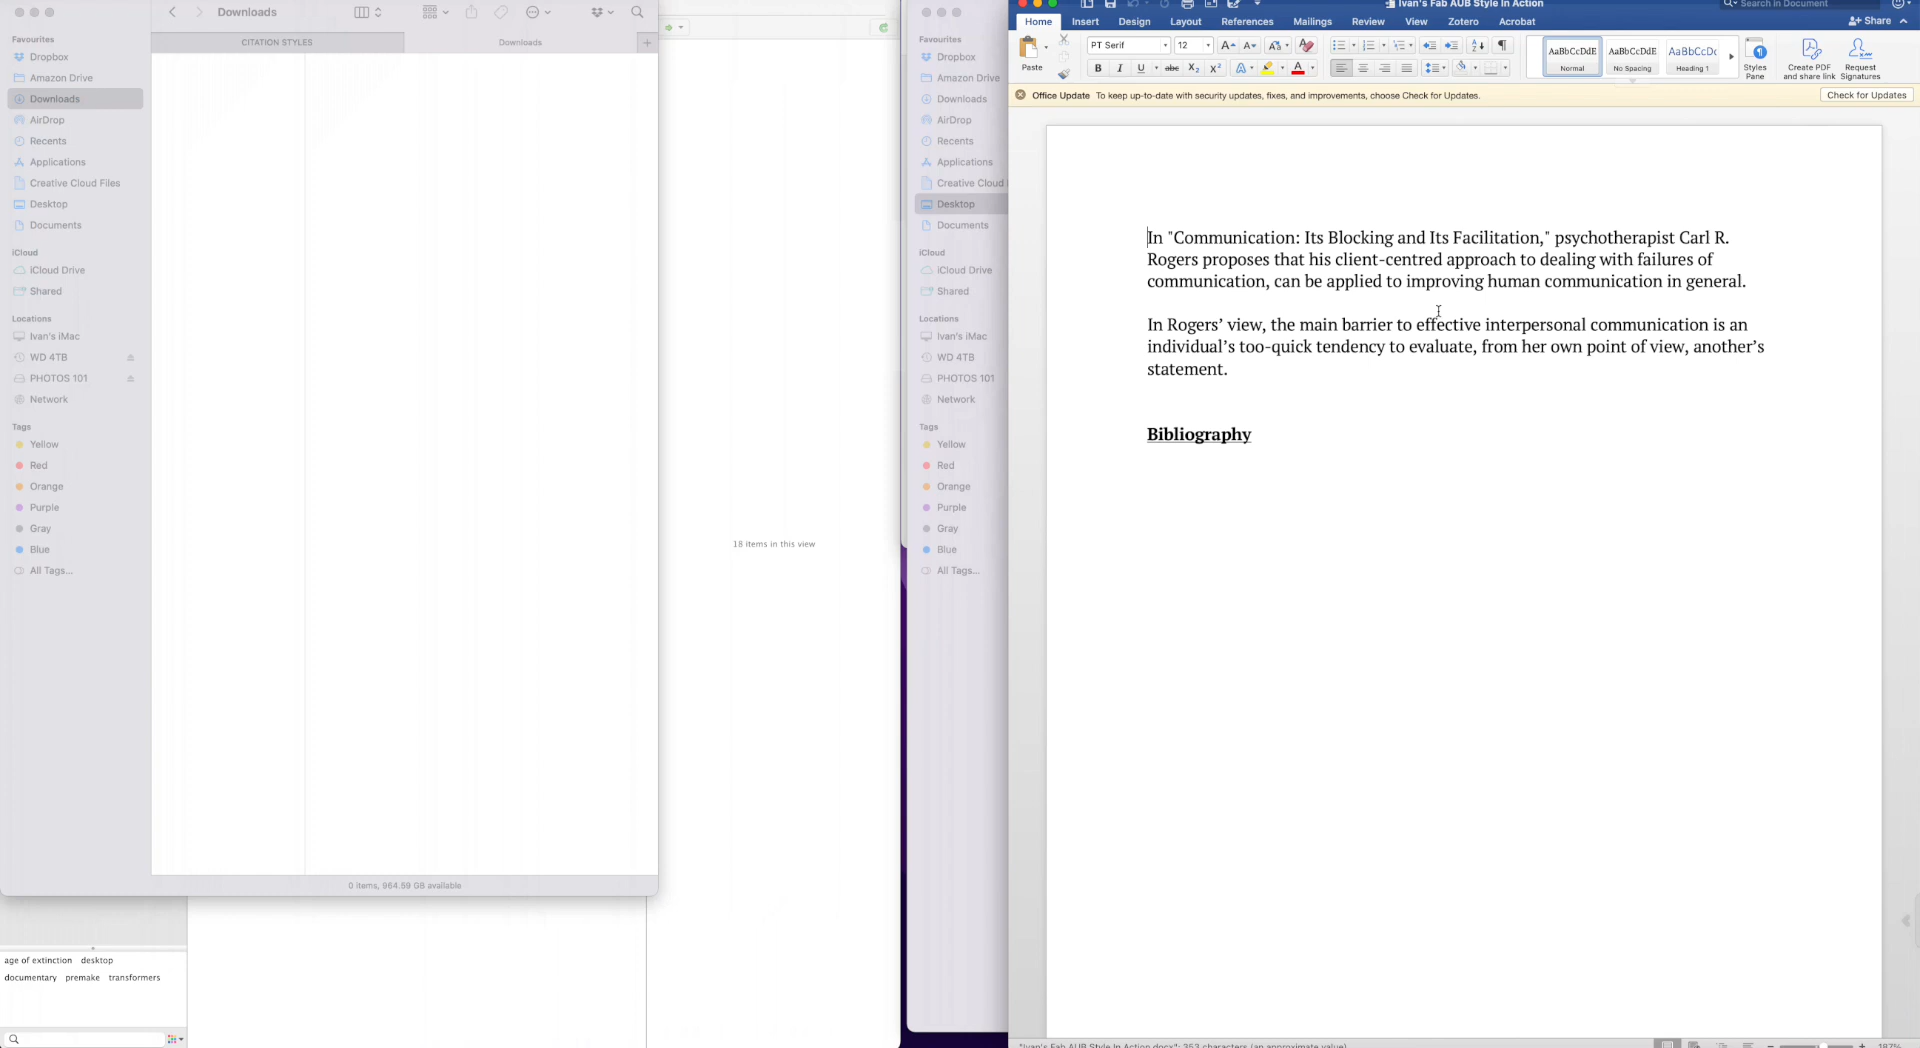 Downloads
CITATION STYLES
Downloads
Favourites
Dropbox
Amazon Drive
Downloads
AirDrop
Recents
Applications
Creative Cloud Files
Desktop
Documents
iCloud
iCloud Drive
Shared
Locations
Ivan's iMac
WD 4TB
PHOTOS 101
Network
Tags
Yellow
Red
Orange
Purple
Gray
Blue
All Tags...
0 items, 964.59 GB available
age of extinction desktop
documentary premake transformers
18 items in this view
Favourites
Dropbox
Amazon Drive
Downloads
AirDrop
Recents
Applications
Creative Cloud
Desktop
Documents
iCloud
iCloud Drive
Shared
Locations
Ivan's iMac
WD 4TB
PHOTOS 101
Network
Tags
Yellow
Red
Orange
Purple
Gray
Blue
All Tags...
Ivan's Fab AUB Style In Action
Search in Document
Home Insert Design Layout References Mailings Review View Zotero Acrobat
Share
Paste
PT Serif 12
AaBbCcDdE AaBbCcDdE AaBbCcDc
Normal No Spacing Heading 1
Styles Pane
Create PDF and share link
Request Signatures
Office Update To keep up-to-date with security updates, fixes, and improvements, choose Check for Updates.
Check for Updates
In "Communication: Its Blocking and Its Facilitation," psychotherapist Carl R.
Rogers proposes that his client-centred approach to dealing with failures of
communication, can be applied to improving human communication in general.
In Rogers’ view, the main barrier to effective interpersonal communication is an
individual’s too-quick tendency to evaluate, from her own point of view, another’s
statement.
Bibliography
"Ivan's Fab AUB Style In Action.docx": 353 characters (an approximate value)
187%